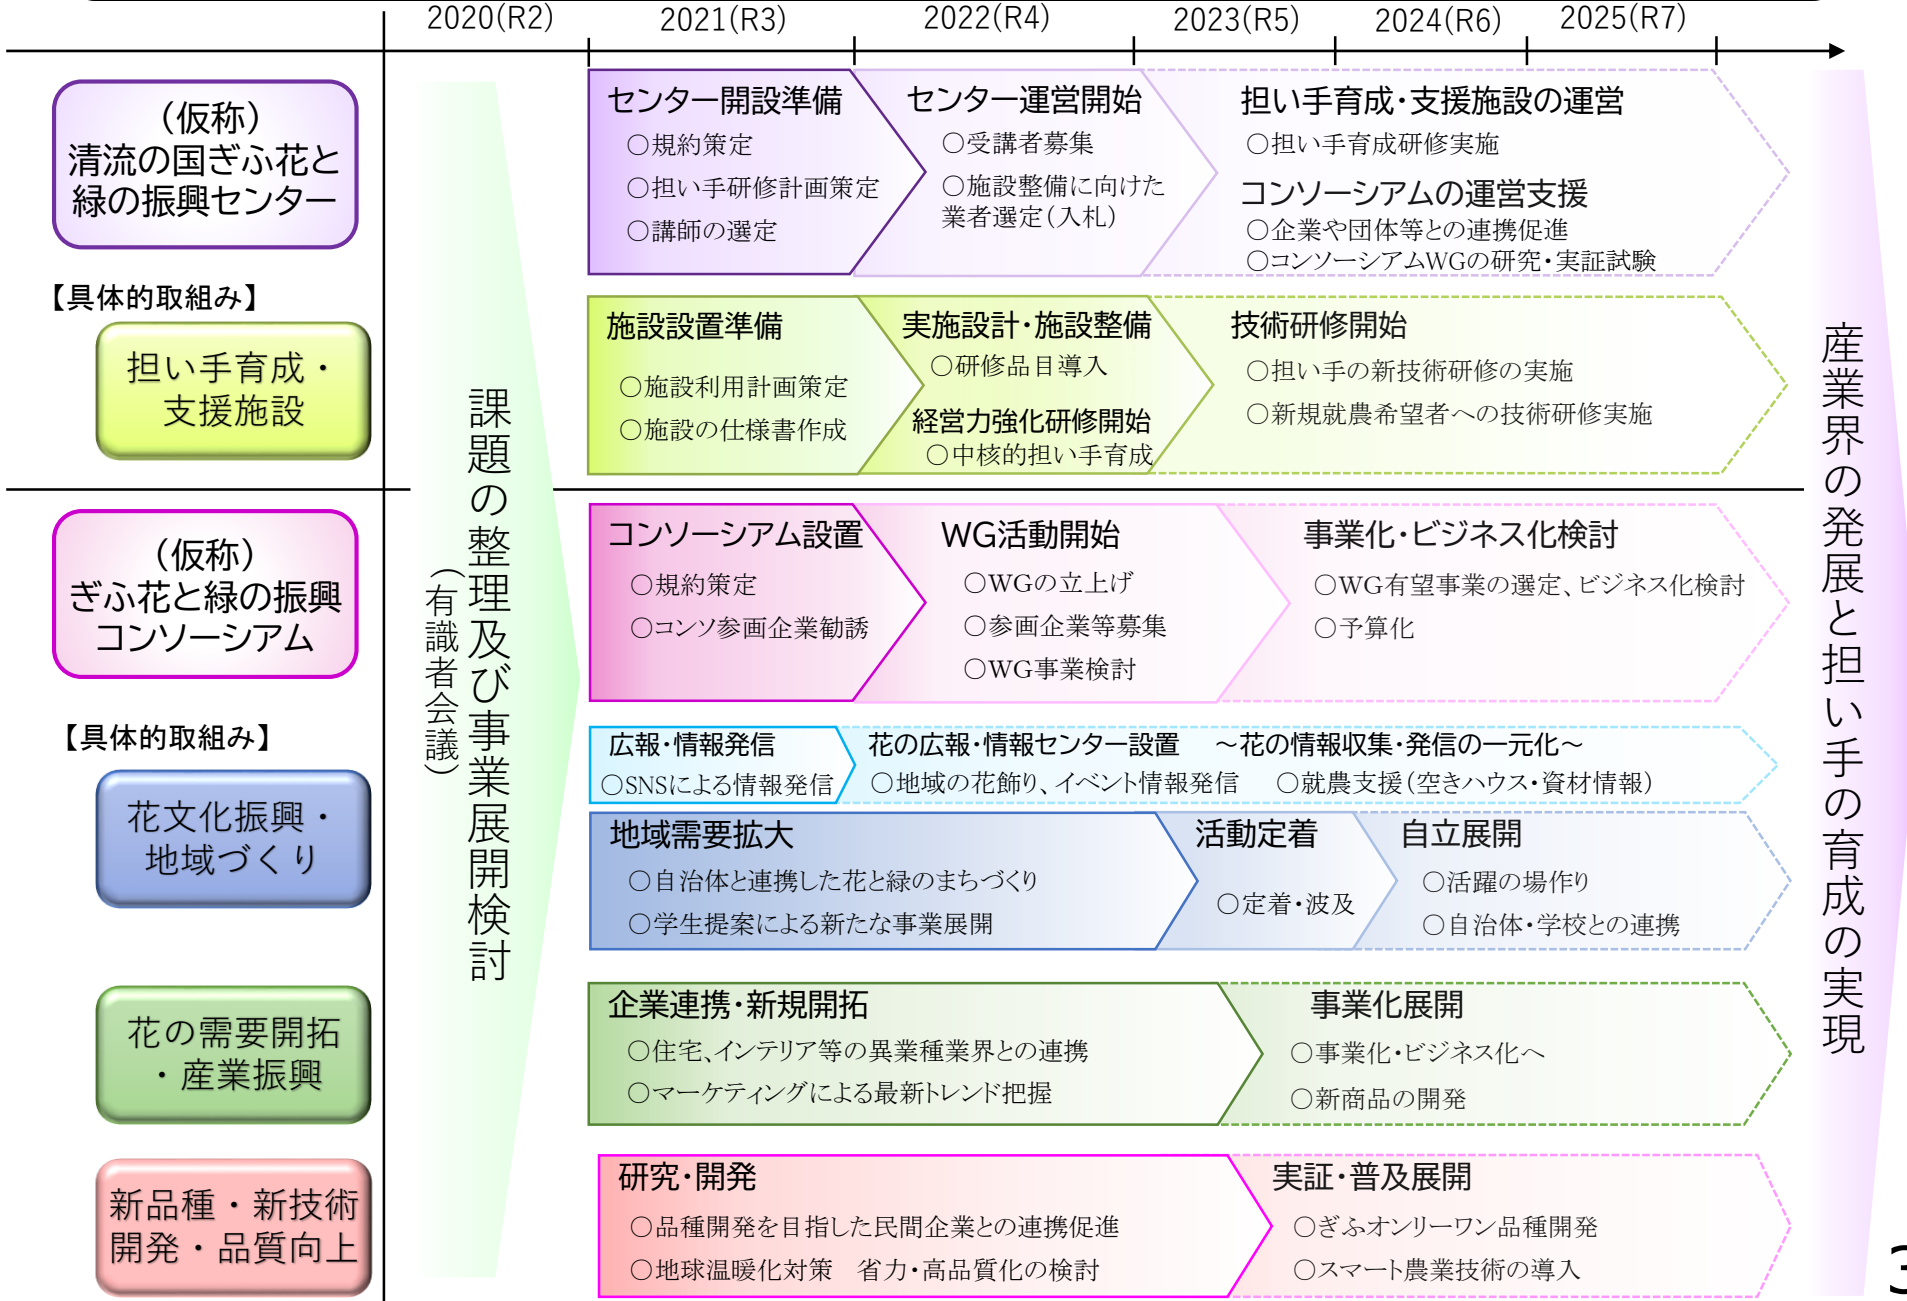 2020(R2)
2021(R3)
2022(R4)
2023(R5)
2024(R6)
2025(R7)
（仮称）
清流の国ぎふ花と
緑の振興センター
センター開設準備
○規約策定
○担い手研修計画策定
○講師の選定
センター運営開始
○受講者募集
○施設整備に向けた
業者選定(入札)
担い手育成・支援施設の運営
○担い手育成研修実施
コンソーシアムの運営支援
○企業や団体等との連携促進
○コンソーシアムWGの研究・実証試験
【具体的取組み】
担い手育成・
支援施設
施設設置準備
○施設利用計画策定
○施設の仕様書作成
実施設計・施設整備
○研修品目導入
経営力強化研修開始
○中核的担い手育成
技術研修開始
○担い手の新技術研修の実施
○新規就農希望者への技術研修実施
課題の整理及び事業展開検討
（有識者会議）
産業界の発展と担い手の育成の実現
（仮称）
ぎふ花と緑の振興
コンソーシアム
コンソーシアム設置
○規約策定
○コンソ参画企業勧誘
WG活動開始
○WGの立上げ
○参画企業等募集
○WG事業検討
事業化・ビジネス化検討
○WG有望事業の選定、ビジネス化検討
○予算化
【具体的取組み】
花文化振興・
地域づくり
広報・情報発信
○SNSによる情報発信
花の広報・情報センター設置　～花の情報収集・発信の一元化～
○地域の花飾り、イベント情報発信　○就農支援(空きハウス・資材情報)
地域需要拡大
○自治体と連携した花と緑のまちづくり
○学生提案による新たな事業展開
活動定着
○定着・波及
自立展開
○活躍の場作り
○自治体・学校との連携
花の需要開拓
・産業振興
企業連携・新規開拓
○住宅、インテリア等の異業種業界との連携
○マーケティングによる最新トレンド把握
事業化展開
○事業化・ビジネス化へ
○新商品の開発
新品種・新技術
開発・品質向上
研究・開発
○品種開発を目指した民間企業との連携促進
○地球温暖化対策　省力・高品質化の検討
実証・普及展開
○ぎふオンリーワン品種開発
○スマート農業技術の導入
3